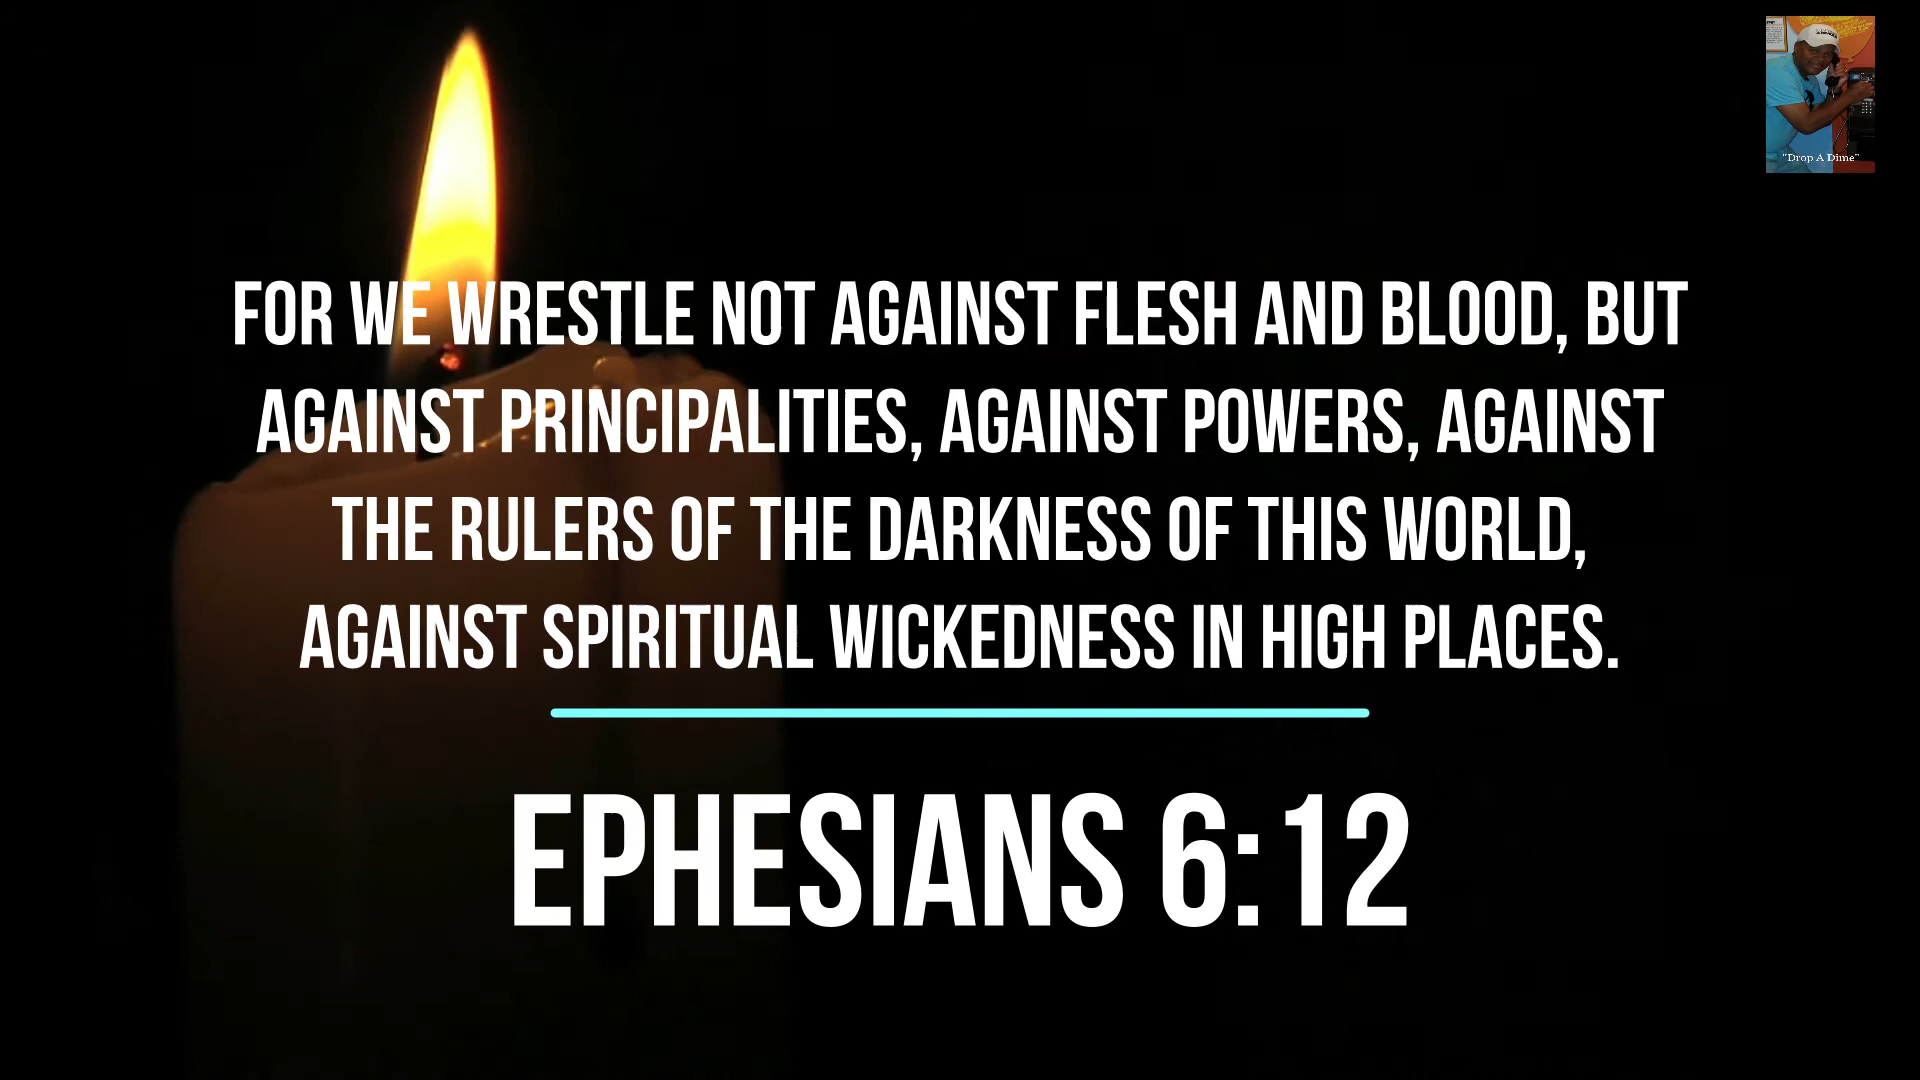 "Drop A Dime"
FOR WE WRESTLE NOT AGAINST FLESH AND BLOOD, BUT
AGAINST PRINCIPALITIES, AGAINST POWERS, AGAINST
THE RULERS OF THE DARKNESS OF THIS WORLD,
AGAINST SPIRITUAL WICKEDNESS IN HIGH PLACES.
EPHESIANS 6:12